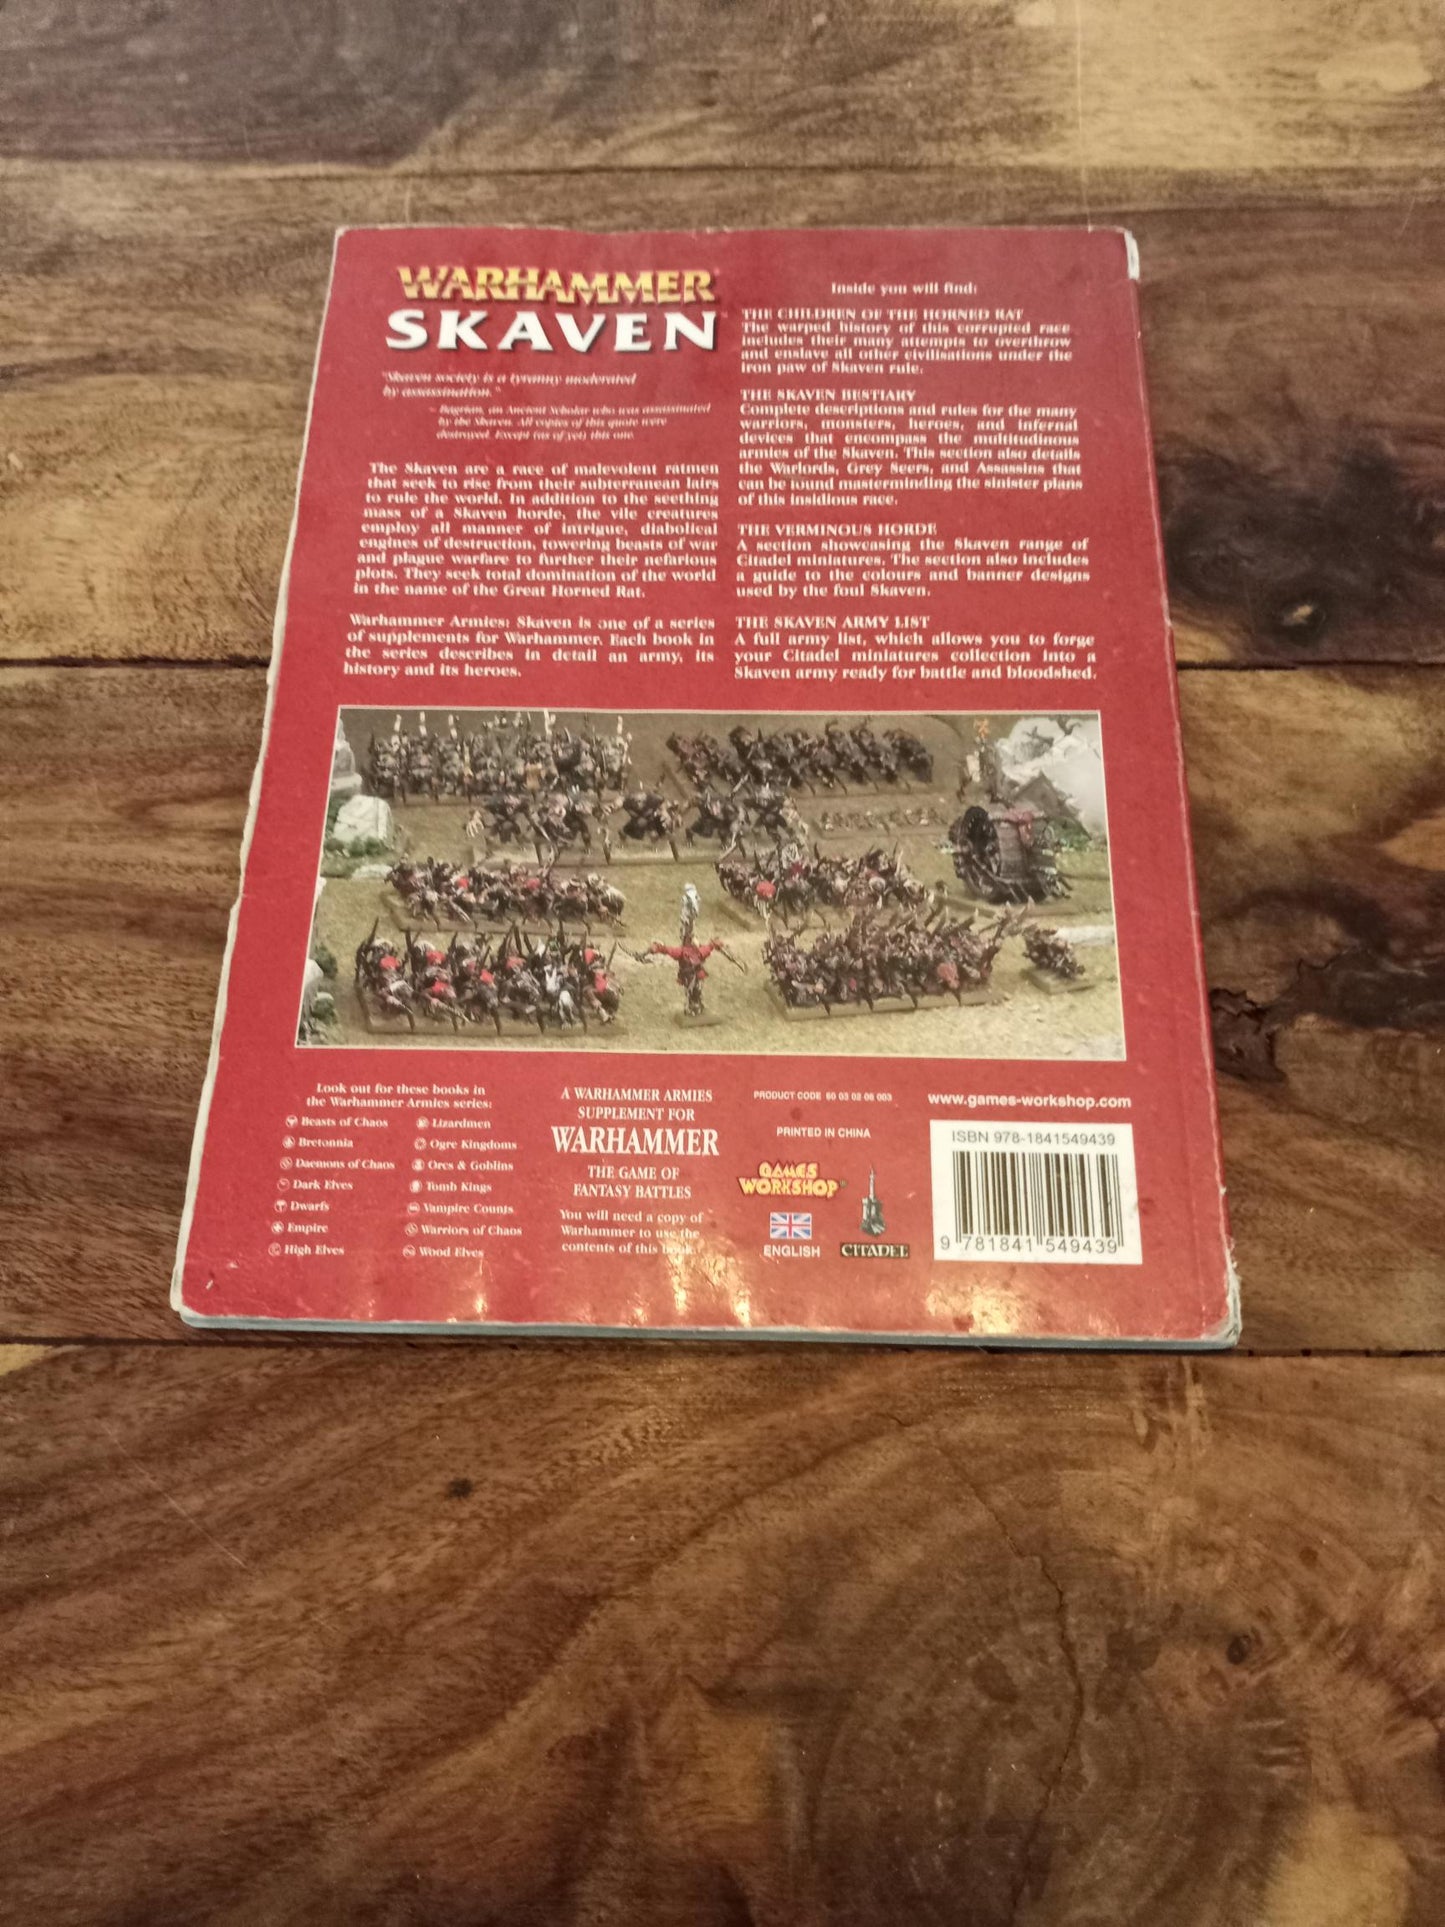 WARHAMMER
SKAVEN
"Skaven society is a tyranny moderated
by assassination."
– Bagrian, an Ancient Scholar who was assassinated
by the Skaven. All copies of this quote were
destroyed. Except (as of yet) this one.
The Skaven are a race of malevolent ratmen
that seek to rise from their subterranean lairs
to rule the world. In addition to the seething
mass of a Skaven horde, the vile creatures
employ all manner of intrigue, diabolical
engines of destruction, towering beasts of war
and plague warfare to further their nefarious
plots. They seek total domination of the world
in the name of the Great Horned Rat.
Warhammer Armies: Skaven is one of a series
of supplements for Warhammer. Each book in
the series describes in detail an army, its
history and its heroes.
Inside you will find:
THE CHILDREN OF THE HORNED RAT
The warped history of this corrupted race
includes their many attempts to overthrow
and enslave all other civilisations under the
iron paw of Skaven rule.
THE SKAVEN BESTIARY
Complete descriptions and rules for the many
warriors, monsters, heroes, and infernal
devices that encompass the multitudinous
armies of the Skaven. This section also details
the Warlords, Grey Seers, and Assassins that
can be found masterminding the sinister plans
of this insidious race.
THE VERMINOUS HORDE
A section showcasing the Skaven range of
Citadel miniatures. The section also includes
a guide to the colours and banner designs
used by the foul Skaven.
THE SKAVEN ARMY LIST
A full army list, which allows you to forge
your Citadel miniatures collection into a
Skaven army ready for battle and bloodshed.
Look out for these books in
the Warhammer Armies series:
Beasts of Chaos
Bretonnia
Daemons of Chaos
Dark Elves
Dwarfs
Empire
High Elves
Lizardmen
Ogre Kingdoms
Orcs & Goblins
Tomb Kings
Vampire Counts
Warriors of Chaos
Wood Elves
A WARHAMMER ARMIES
SUPPLEMENT FOR
WARHAMMER
THE GAME OF
FANTASY BATTLES
You will need a copy of
Warhammer to use the
contents of this book.
PRODUCT CODE 60 03 02 06 003
PRINTED IN CHINA
GAMES
WORKSHOP®
ENGLISH
CITADEL
www.games-workshop.com
ISBN 978-1841549439
9 781841 549439